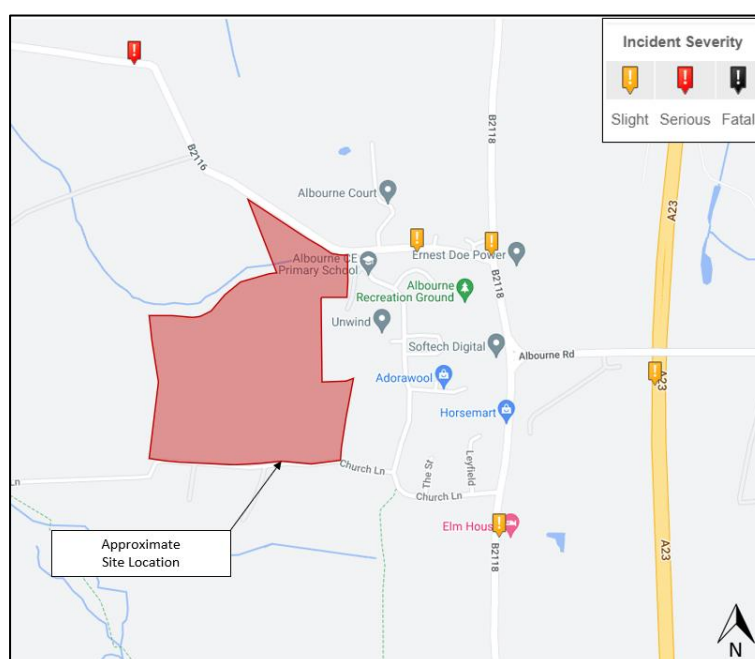 Incident Severity
Slight Serious Fatal
B2118
B2116
A23
Albourne Court
Ernest Doe Power
Albourne CE
Primary School
B2118
Albourne
Recreation Ground
Unwind
Softech Digital
Albourne Rd
Adorawool
A23
Horsemart
Church Ln
The St
Leyfield
Ln
Church Ln
Elm Hous
Approximate
Site Location
B2118
A23
N